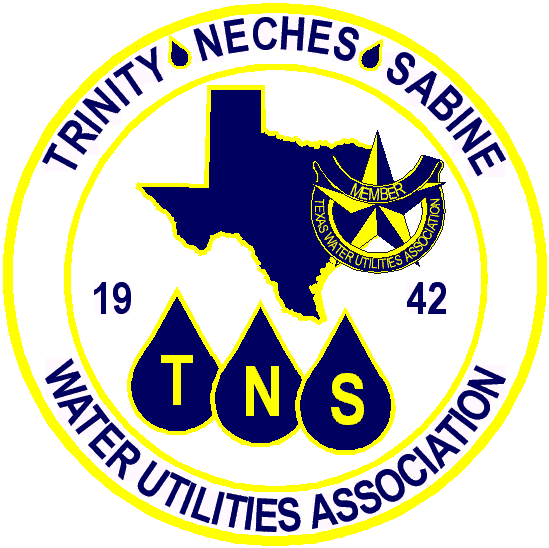 TRINITY NECHES SABINE
MEMBER
TEXAS WATER UTILITIES ASSOCIATION
19 42
T N S
WATER UTILITIES ASSOCIATION